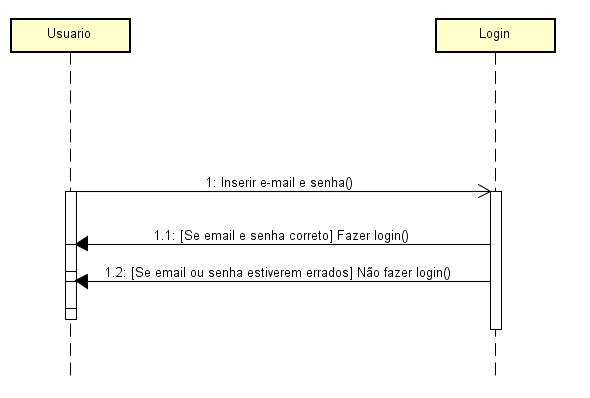 Usuario
Login
1: Inserir e-mail e senha()
1.1: [Se email e senha correto] Fazer login()
1.2: [Se email ou senha estiverem errados] Não fazer login()